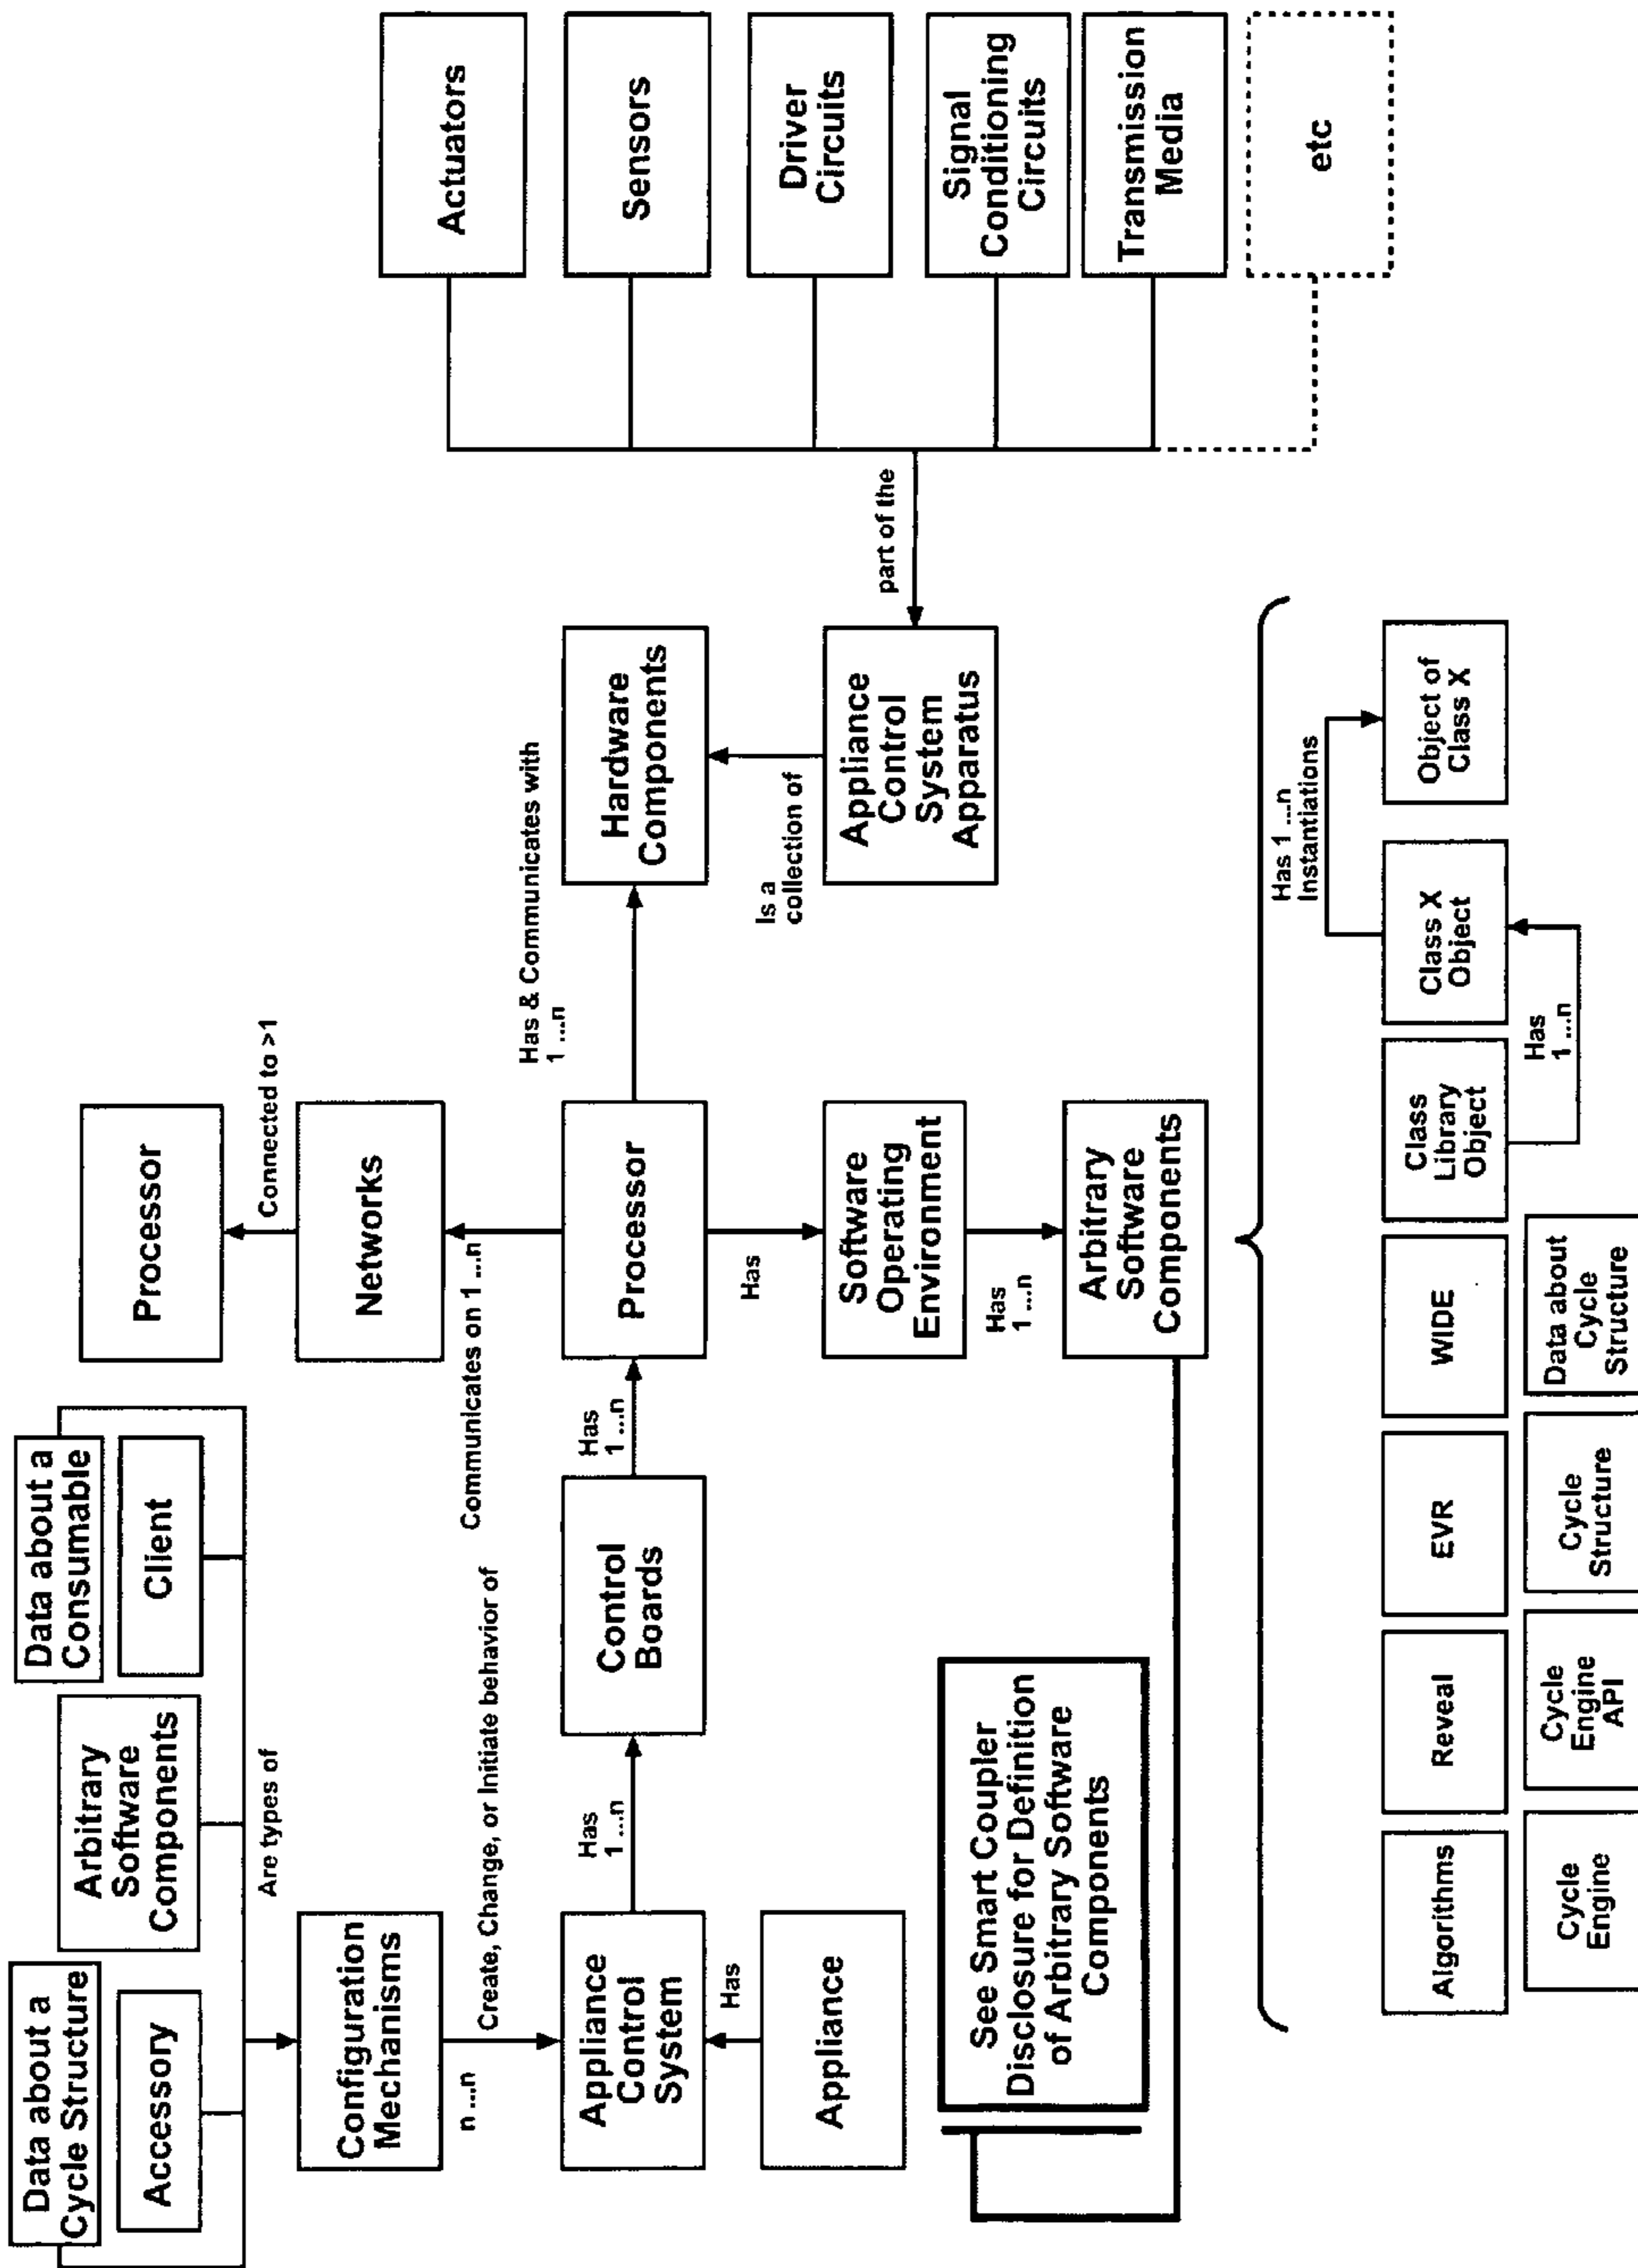 Data about a
Cycle Structure
Accessory
Arbitrary
Software
Components
Data about a
Consumable
Client
Are types of
Configuration
Mechanisms
n ...n
Create, Change, or Initiate behavior of
Appliance
Control
System
Has
Appliance
Has
1 ...n
Control
Boards
Has
1 ...n
Processor
Connected to >1
Networks
Communicates on 1 ...n
Processor
Has & Communicates with
1 ...n
Hardware
Components
Is a
collection of
Appliance
Control
System
Apparatus
part of the
Actuators
Sensors
Driver
Circuits
Signal
Conditioning
Circuits
Transmission
Media
etc
Has
Software
Operating
Environment
Has
1 ...n
Arbitrary
Software
Components
See Smart Coupler
Disclosure for Definition
of Arbitrary Software
Components
Algorithms
Reveal
EVR
WIDE
Class
Library
Object
Class X
Object
Object of
Class X
Has 1 ...n
Instantiations
Has
1 ...n
Cycle
Engine
Cycle
Engine
API
Cycle
Structure
Data about
Cycle
Structure